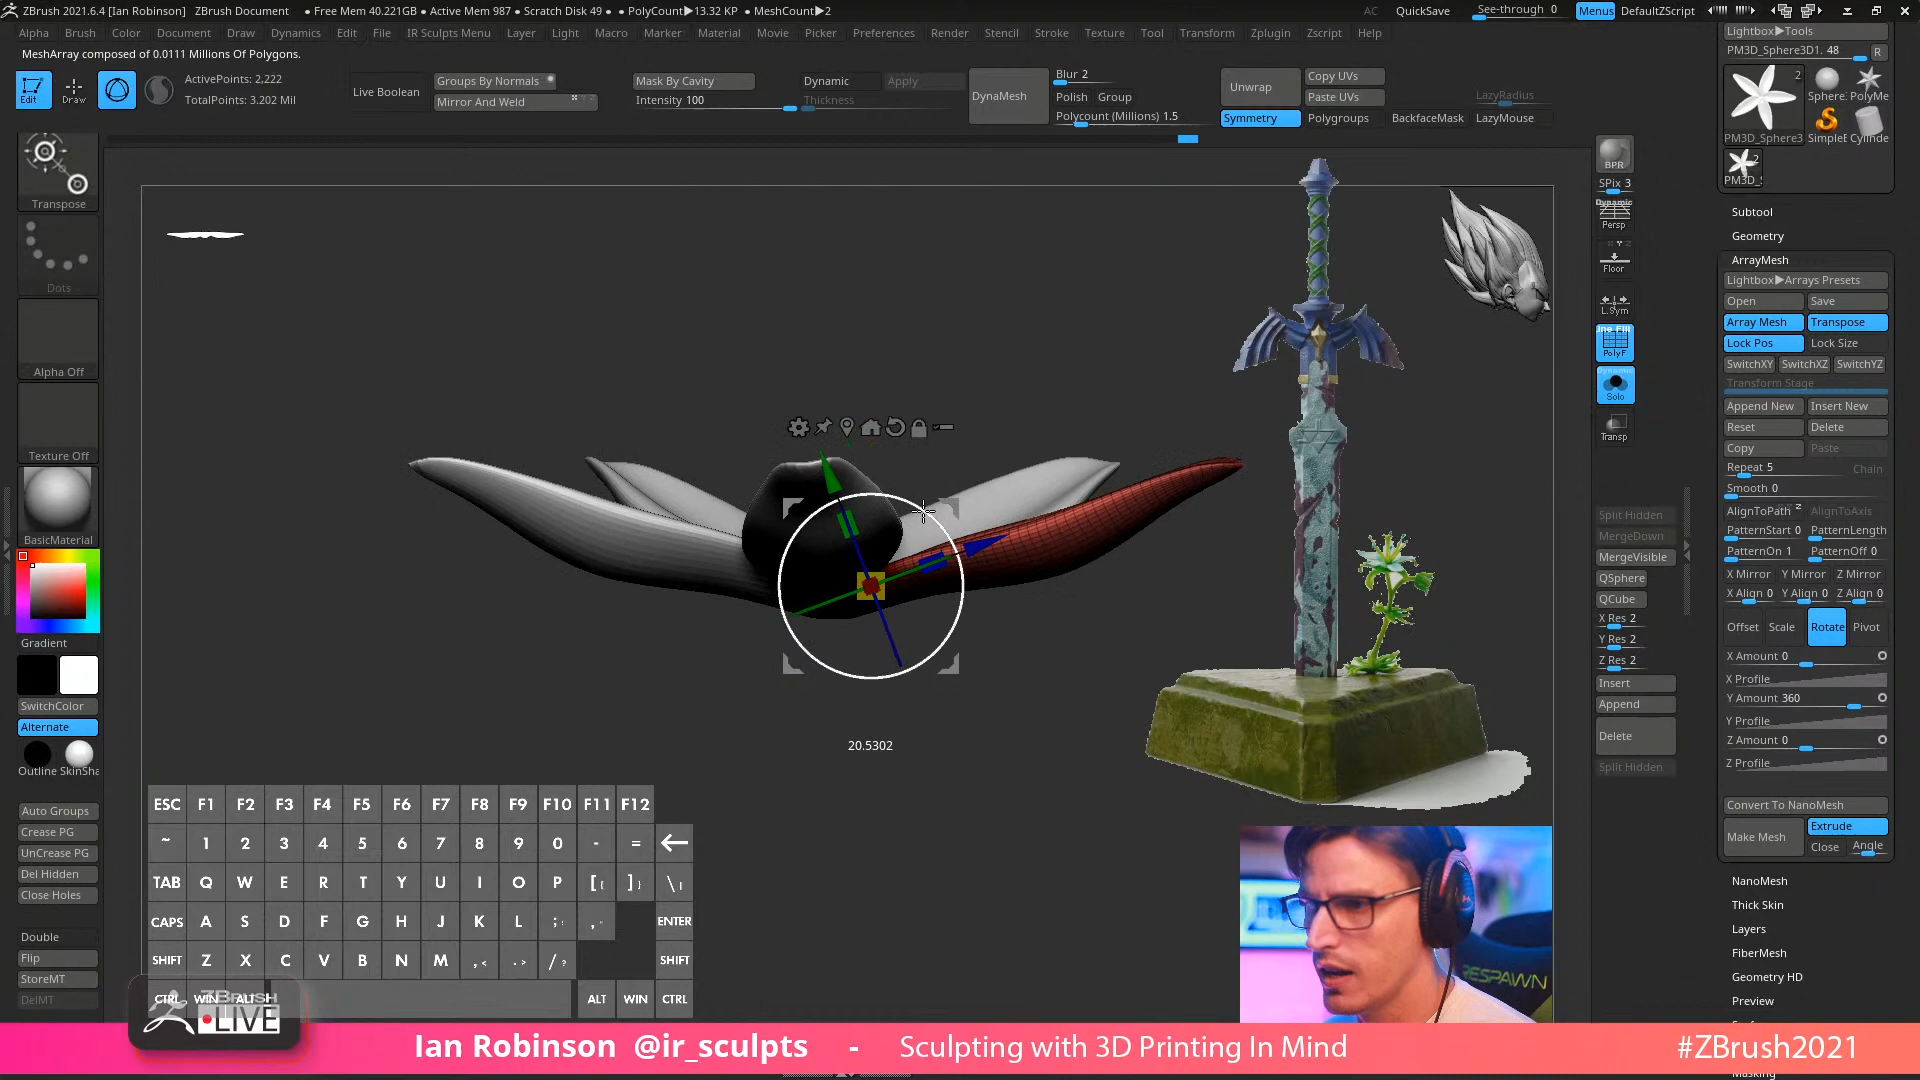 ZBrush 2021.6.4 [Ian Robinson] ZBrush Document • Free Mem 40.221GB • Active Mem 987 • Scratch Disk 49 • • PolyCount▶13.32 KP • MeshCount▶2
AC QuickSave See-through 0 Menus DefaultZScript
Alpha Brush Color Document Draw Dynamics Edit File IR Sculpts Menu Layer Light Macro Marker Material Movie Picker Preferences Render Stencil Stroke Texture Tool Transform Zplugin Zscript Help
MeshArray composed of 0.0111 Millions Of Polygons.
Edit
Draw
ActivePoints: 2,222
TotalPoints: 3.202 Mil
Live Boolean
Groups By Normals
Mirror And Weld
Mask By Cavity
Intensity 100
Dynamic
Apply
Thickness
DynaMesh
Blur 2
Polish Group
Polycount (Millions) 1.5
Unwrap
Symmetry
Copy UVs
Paste UVs
Polygroups
BackfaceMask
LazyRadius
LazyMouse
Transpose
Dots
Alpha Off
Texture Off
BasicMaterial
Gradient
SwitchColor
Alternate
Outline SkinSha
Auto Groups
Crease PG
UnCrease PG
Del Hidden
Close Holes
Double
Flip
StoreMT
DelMT
20.5302
BPR
SPix 3
Dynamic
Persp
Floor
L.Sym
Line Fill
PolyF
Dynamic
Solo
Transp
Split Hidden
MergeDown
MergeVisible
QSphere
QCube
X Res 2
Y Res 2
Z Res 2
Insert
Append
Delete
Split Hidden
Lightbox▶Tools
PM3D_Sphere3D1. 48 R
2
PM3D_Sphere3
Sphere
PolyMe
SimpleE
Cylinde
2
PM3D_S
Subtool
Geometry
ArrayMesh
Lightbox▶Arrays Presets
Open Save
Array Mesh Transpose
Lock Pos Lock Size
SwitchXY SwitchXZ SwitchYZ
Transform Stage
Append New Insert New
Reset Delete
Copy Paste
Repeat 5 Chain
Smooth 0
AlignToPath AlignToAxis
PatternStart 0 PatternLength
PatternOn 1 PatternOff 0
X Mirror Y Mirror Z Mirror
X Align 0 Y Align 0 Z Align 0
Offset Scale Rotate Pivot
X Amount 0
X Profile
Y Amount 360
Y Profile
Z Amount 0
Z Profile
Convert To NanoMesh
Make Mesh Extrude
Close Angle
NanoMesh
Thick Skin
Layers
FiberMesh
Geometry HD
Preview
ESC F1 F2 F3 F4 F5 F6 F7 F8 F9 F10 F11 F12
~ 1 2 3 4 5 6 7 8 9 0 - = ←
TAB Q W E R T Y U I O P [{ ]} \|
CAPS A S D F G H J K L ;: ,. ENTER
SHIFT Z X C V B N M ,< .> /? SHIFT
CTRL WIN ALT ALT WIN CTRL
ZBRUSH
LIVE
RESPAWN
Ian Robinson @ir_sculpts - Sculpting with 3D Printing In Mind #ZBrush2021